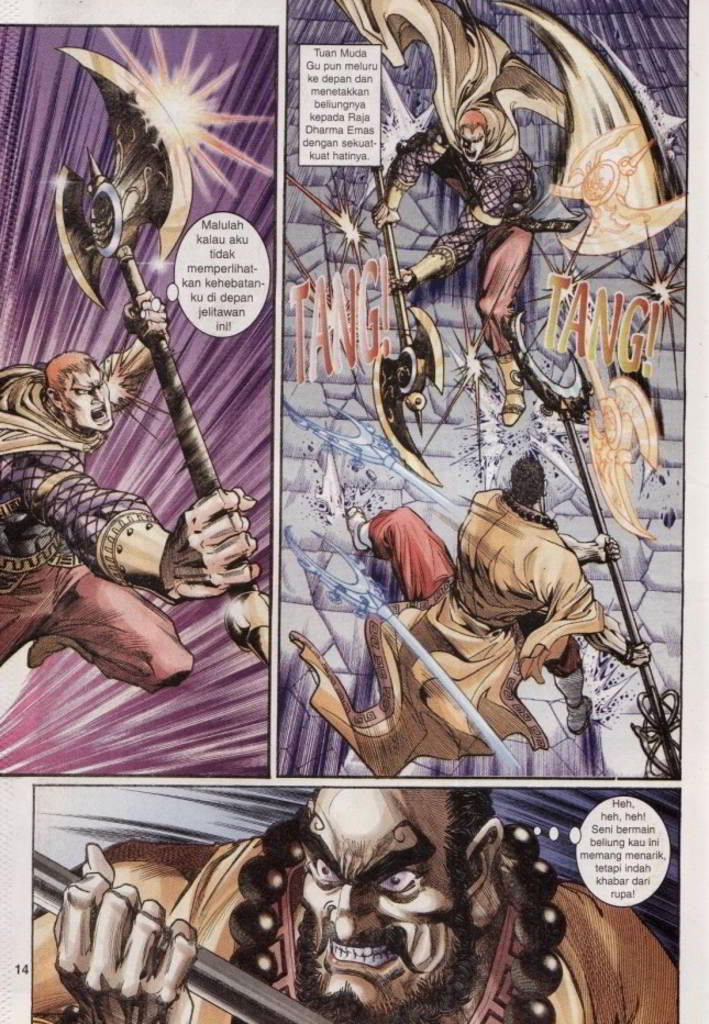 Malulah
kalau aku
tidak
memperlihat-
kan kehebatan-
ku di depan
jelitawan
ini!
Tuan Muda
Gu pun meluru
ke depan dan
menetakkan
beliungnya
kepada Raja
Dharma Emas
dengan sekuat-
kuat hatinya.
TANG!
TANG!
Heh,
heh, heh!
Seni bermain
beliung kau ini
memang menarik,
tetapi indah
khabar dari
rupa!
14